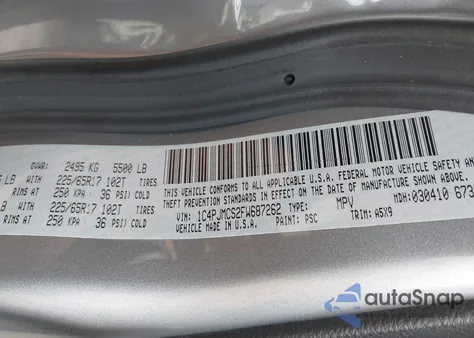 GVWR: 2495 KG 5500 LB
LB WITH 225/65R17 102T TIRES
RIMS AT 250 KPA 36 PSI) COLD
WITH 225/65R17 102T TIRES
RIMS AT 250 KPA 36 PSI) COLD
THIS VEHICLE CONFORMS TO ALL APPLICABLE U.S.A. FEDERAL MOTOR VEHICLE SAFETY AND
THEFT PREVENTION STANDARDS IN EFFECT ON THE DATE OF MANUFACTURE SHOWN ABOVE.
VIN: 1C4PJMCS2FW687262 TYPE: MPV MDH: 030410 673
VEHICLE MADE IN U.S.A. PAINT: PSC TRIM: A5X9
autoSnap